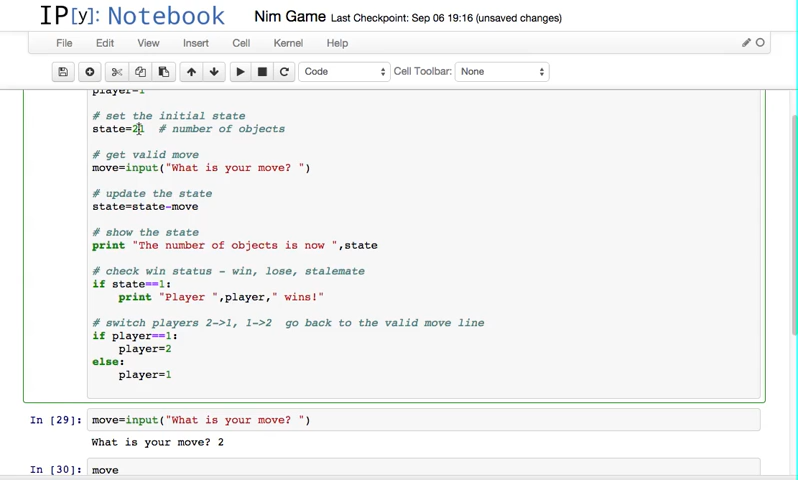 IP[y]: Notebook Nim Game Last Checkpoint: Sep 06 19:16 (unsaved changes)
File Edit View Insert Cell Kernel Help
Code Cell Toolbar: None
player=1
# set the initial state
state=21 # number of objects
# get valid move
move=input("What is your move? ")
# update the state
state=state-move
# show the state
print "The number of objects is now ",state
# check win status - win, lose, stalemate
if state==1:
print "Player ",player," wins!"
# switch players 2->1, 1->2 go back to the valid move line
if player==1:
player=2
else:
player=1
In [29]: move=input("What is your move? ")
What is your move? 2
In [30]: move